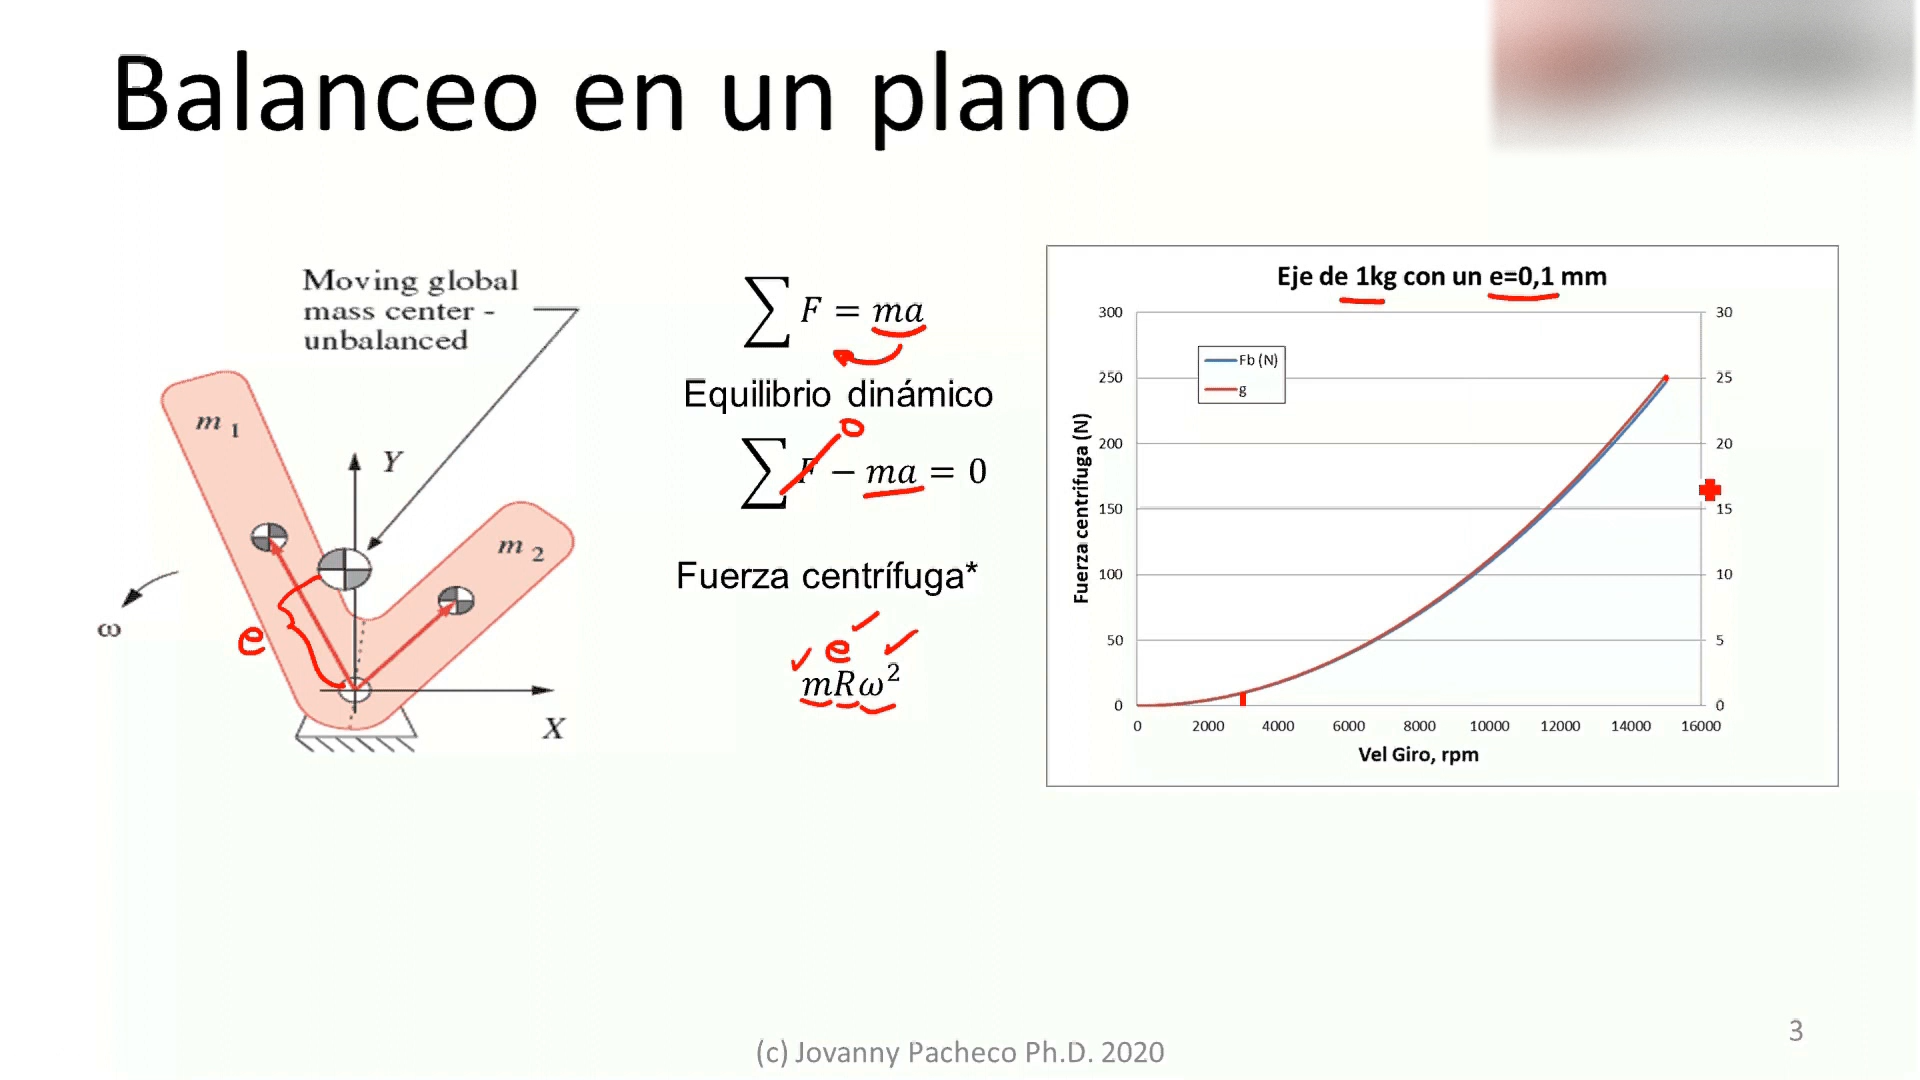 Balanceo en un plano
Moving global
mass center -
unbalanced
m 1
Y
m 2
ω
e
X
∑ F = ma
Equilibrio dinámico
0
∑ F − ma = 0
Fuerza centrífuga*
e
mRω²
Eje de 1kg con un e=0,1 mm
Fuerza centrífuga (N)
300
250
200
150
100
50
0
Fb (N)
g
30
25
20
15
10
5
0
0 2000 4000 6000 8000 10000 12000 14000 16000
Vel Giro, rpm
3
(c) Jovanny Pacheco Ph.D. 2020